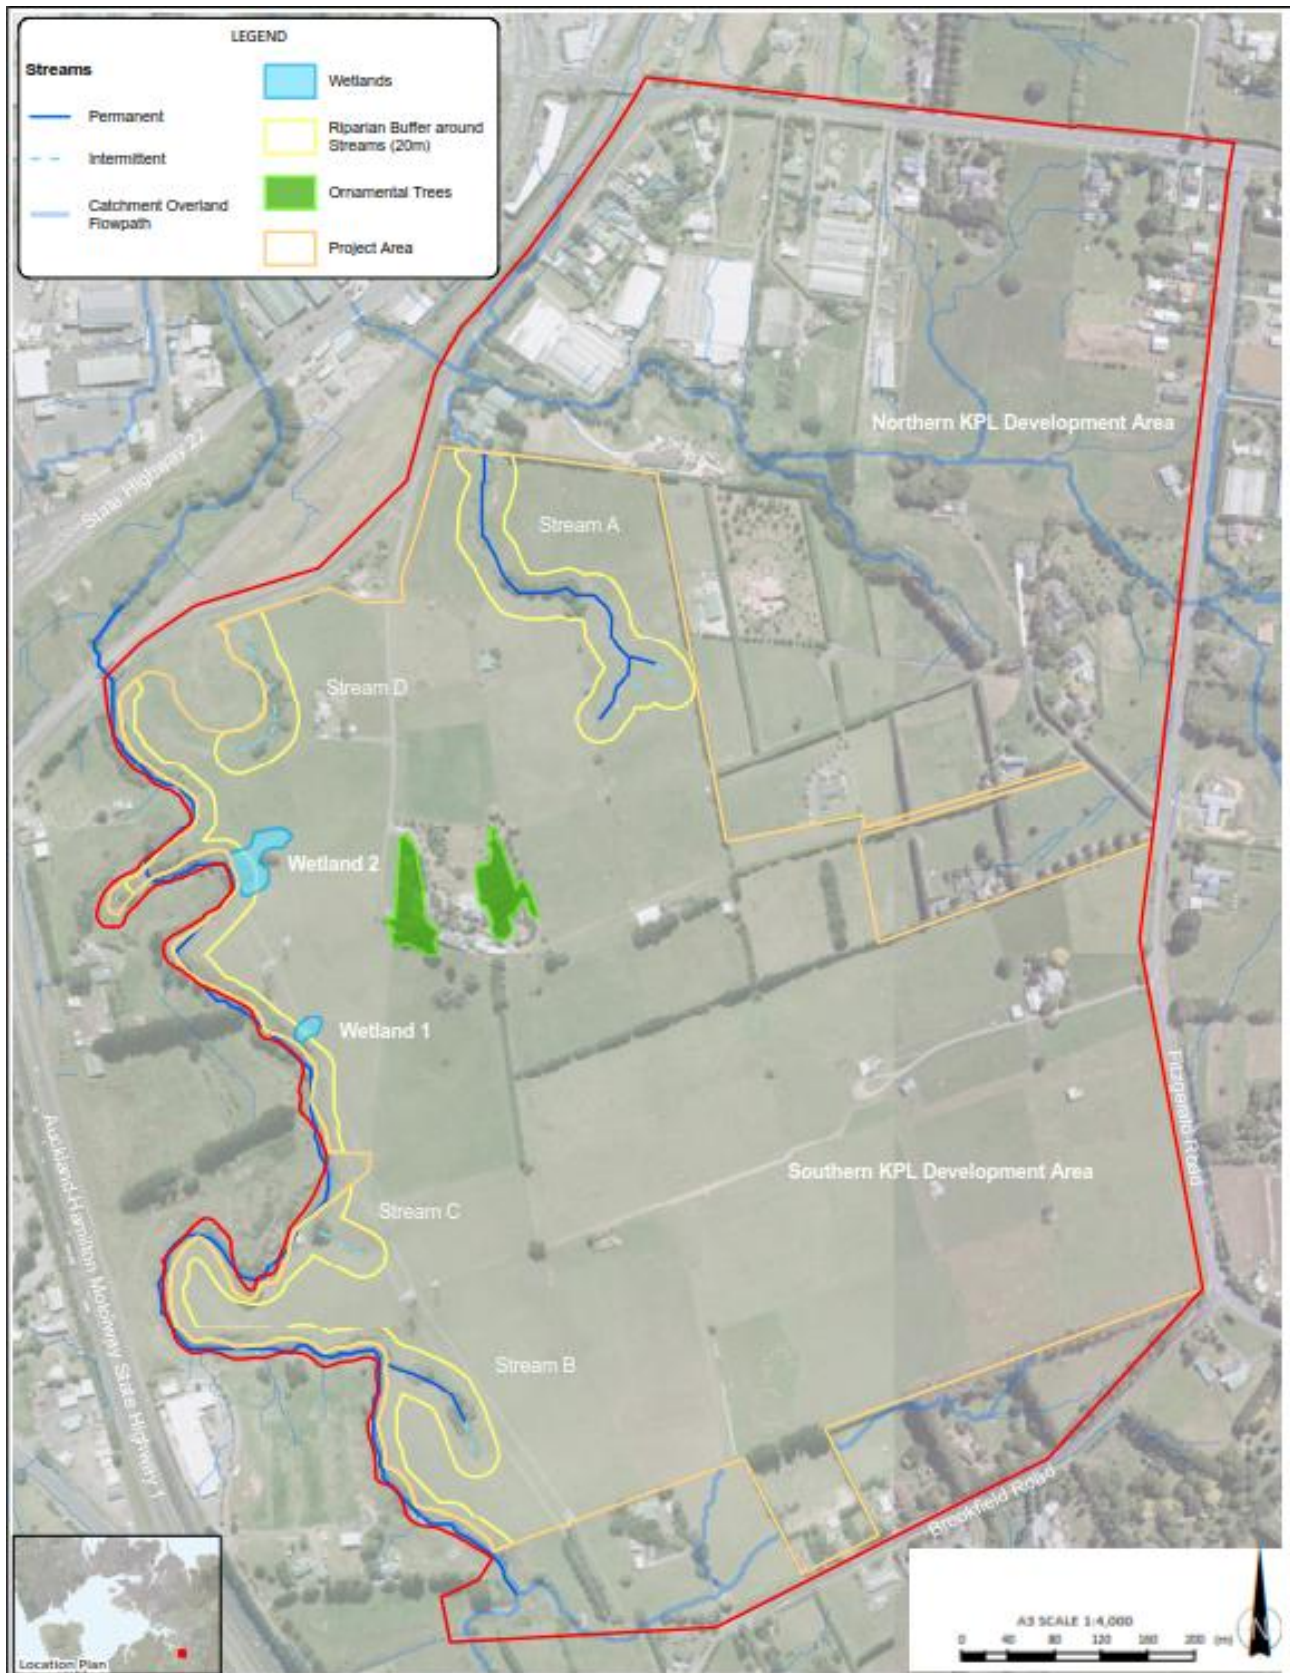 LEGEND
Streams
Permanent
Intermittent
Catchment Overland
Flowpath
Wetlands
Riparian Buffer around
Streams (20m)
Ornamental Trees
Project Area
State Highway 22
Northern KPL Development Area
Stream A
Stream D
Wetland 2
Wetland 1
Fitzgerald Road
Southern KPL Development Area
Stream C
Auckland-Hamilton Motorway State Highway 1
Stream B
Brookfield Road
Location Plan
A3 SCALE 1:4,000
0 40 80 120 160 200 (m)
N